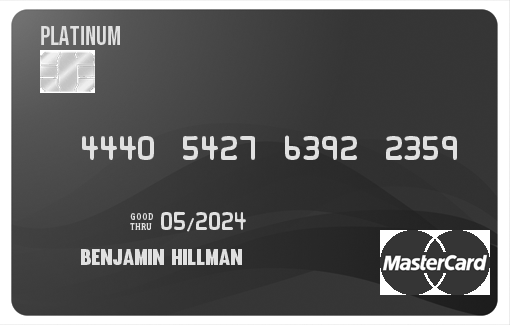 PLATINUM
4440 5427 6392 2359
GOOD THRU 05/2024
BENJAMIN HILLMAN
MasterCard